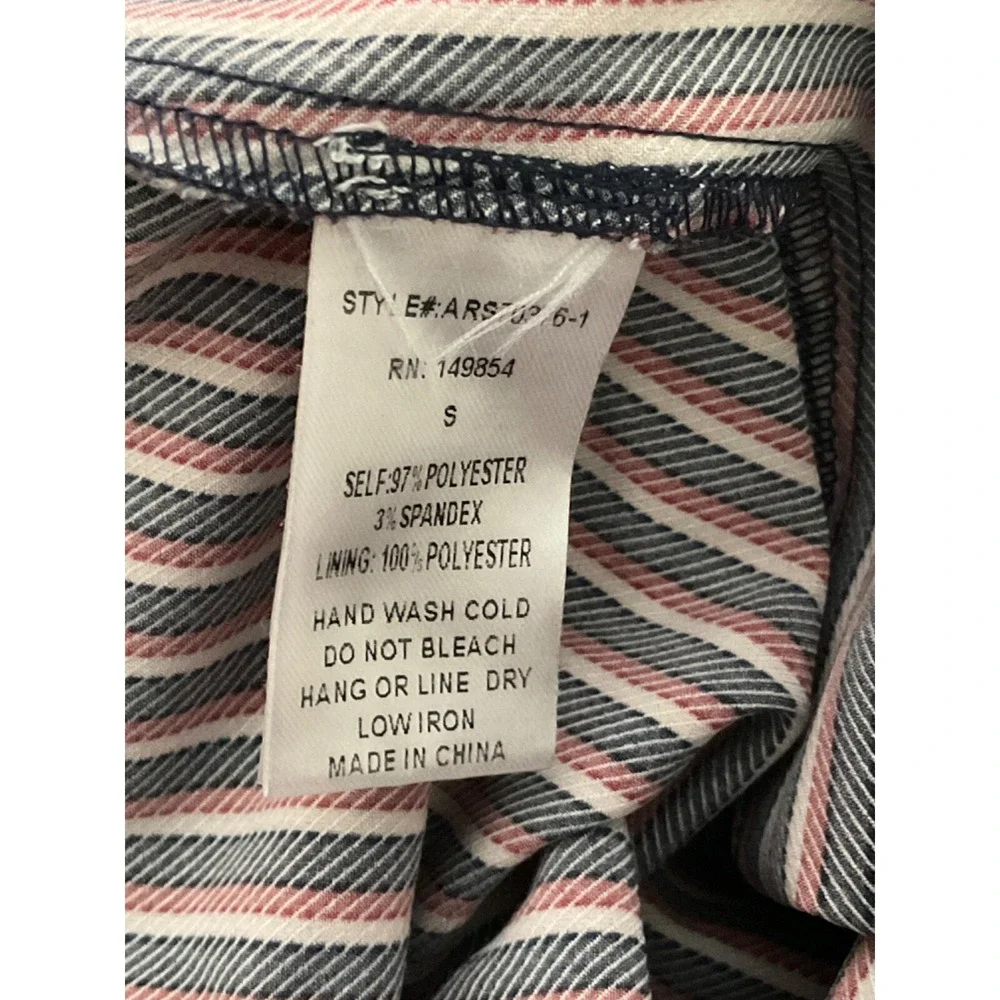 RN: 149854
S
SELF:97%POLYESTER
3%SPANDEX
LINING: 100%POLYESTER
HAND WASH COLD
DO NOT BLEACH
HANG OR LINE DRY
LOW IRON
MADE IN CHINA